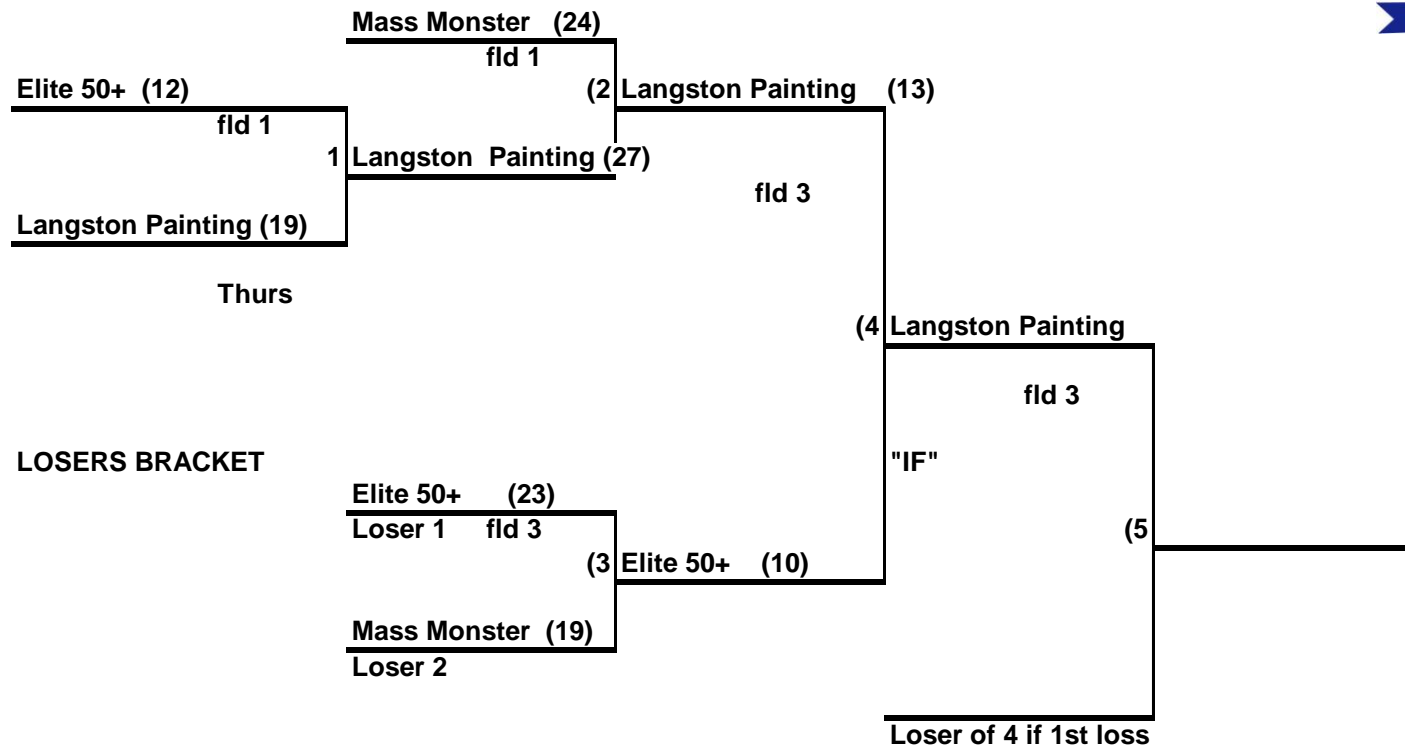 Mass Monster (24)
fld 1
Elite 50+ (12)
(2 Langston Painting (13)
fld 1
1 Langston Painting (27)
fld 3
Langston Painting (19)
Thurs
(4 Langston Painting
fld 3
LOSERS BRACKET
"IF"
Elite 50+ (23)
Loser 1 fld 3
(5
(3 Elite 50+ (10)
Mass Monster (19)
Loser 2
Loser of 4 if 1st loss